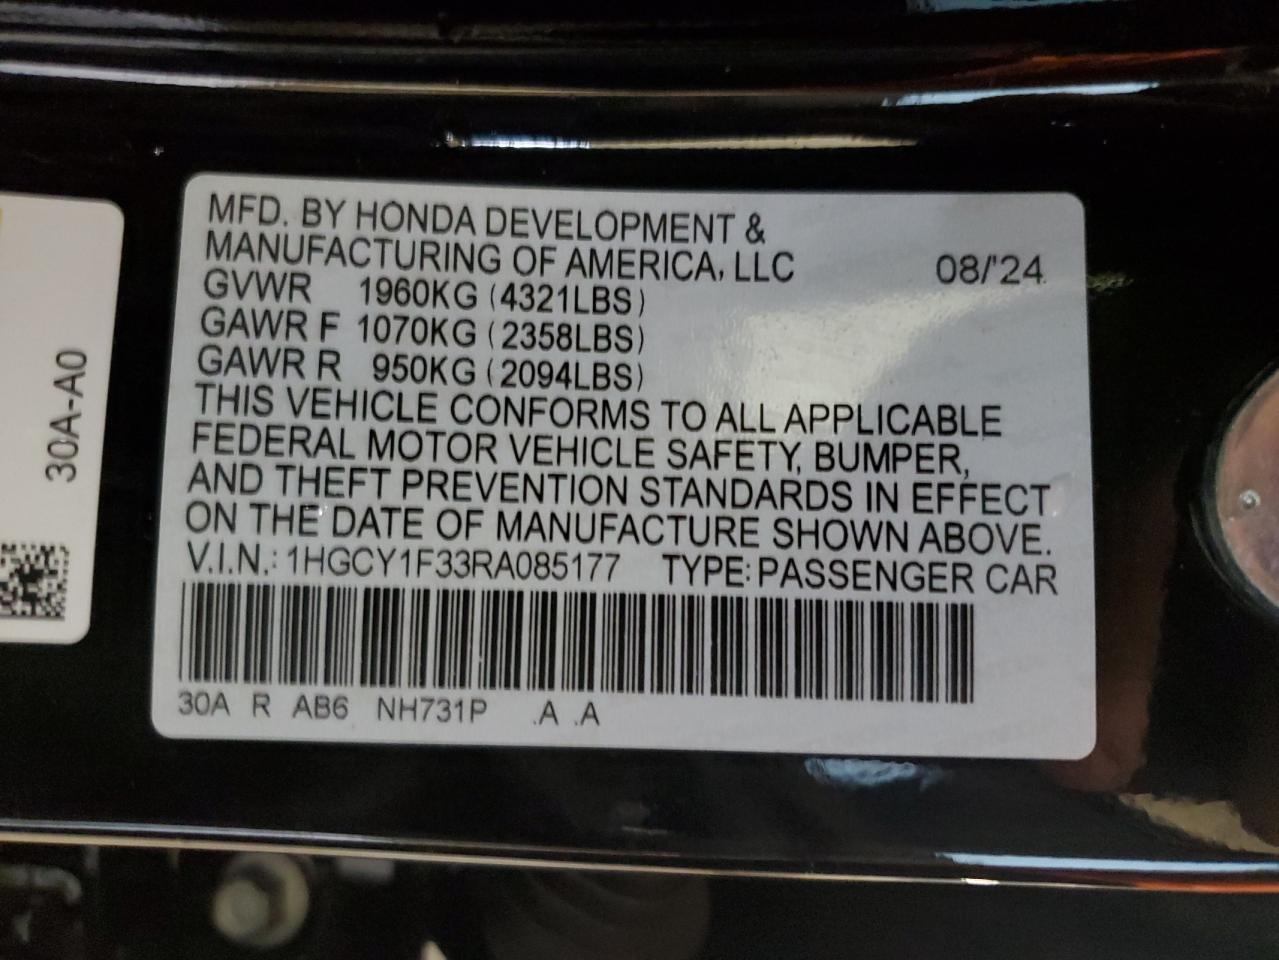 MFD. BY HONDA DEVELOPMENT &
MANUFACTURING OF AMERICA, LLC 08/'24
GVWR 1960KG (4321LBS)
GAWR F 1070KG (2358LBS)
GAWR R 950KG (2094LBS)
THIS VEHICLE CONFORMS TO ALL APPLICABLE
FEDERAL MOTOR VEHICLE SAFETY, BUMPER,
AND THEFT PREVENTION STANDARDS IN EFFECT
ON THE DATE OF MANUFACTURE SHOWN ABOVE.
V.I.N.: 1HGCY1F33RA085177 TYPE: PASSENGER CAR
30A R AB6 NH731P .A .A
30A-A0